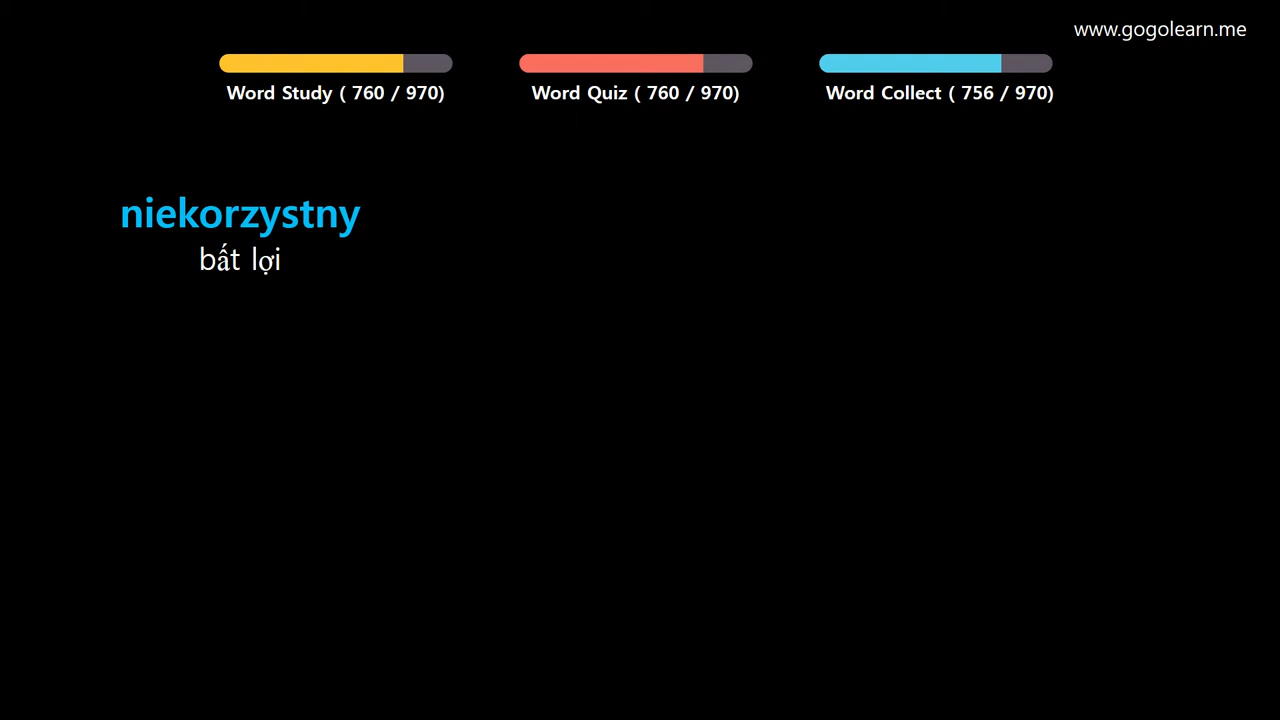 www.gogolearn.me
Word Study ( 760 / 970)
Word Quiz ( 760 / 970)
Word Collect ( 756 / 970)
niekorzystny
bất lợi